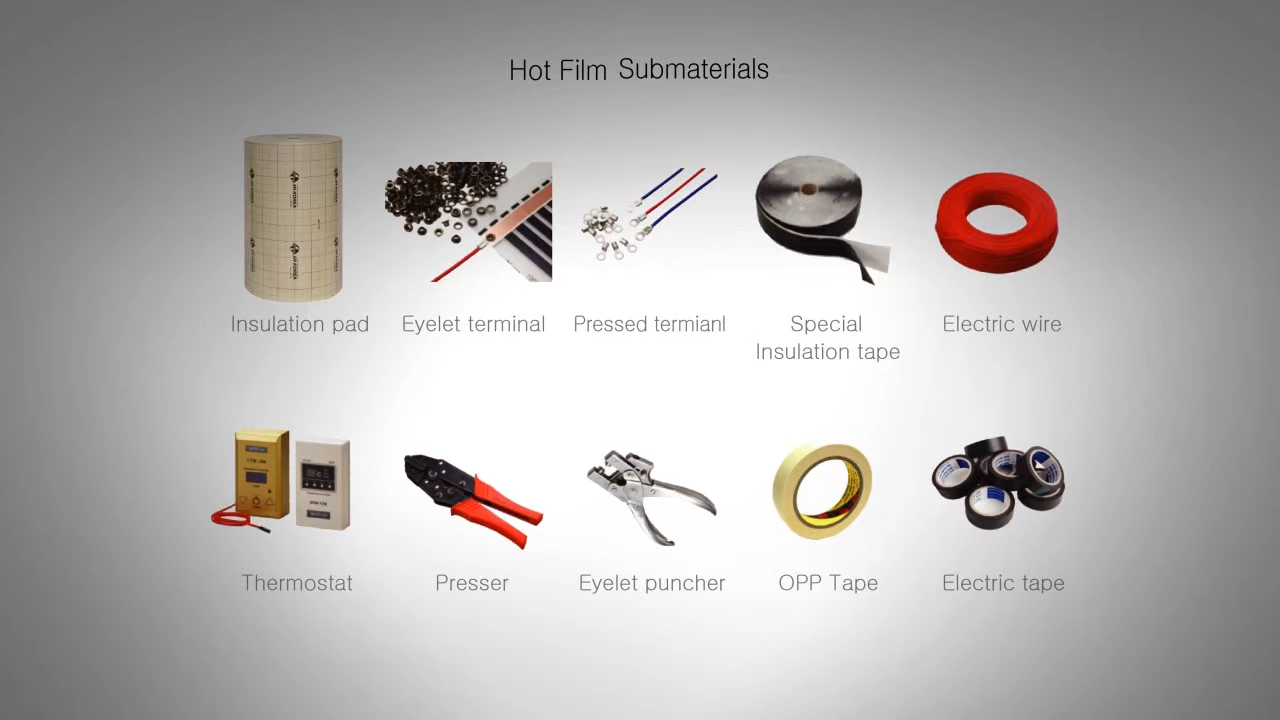 Hot Film Submaterials
Insulation pad
Eyelet terminal
Pressed termianl
Special
Insulation tape
Electric wire
Thermostat
Presser
Eyelet puncher
OPP Tape
Electric tape